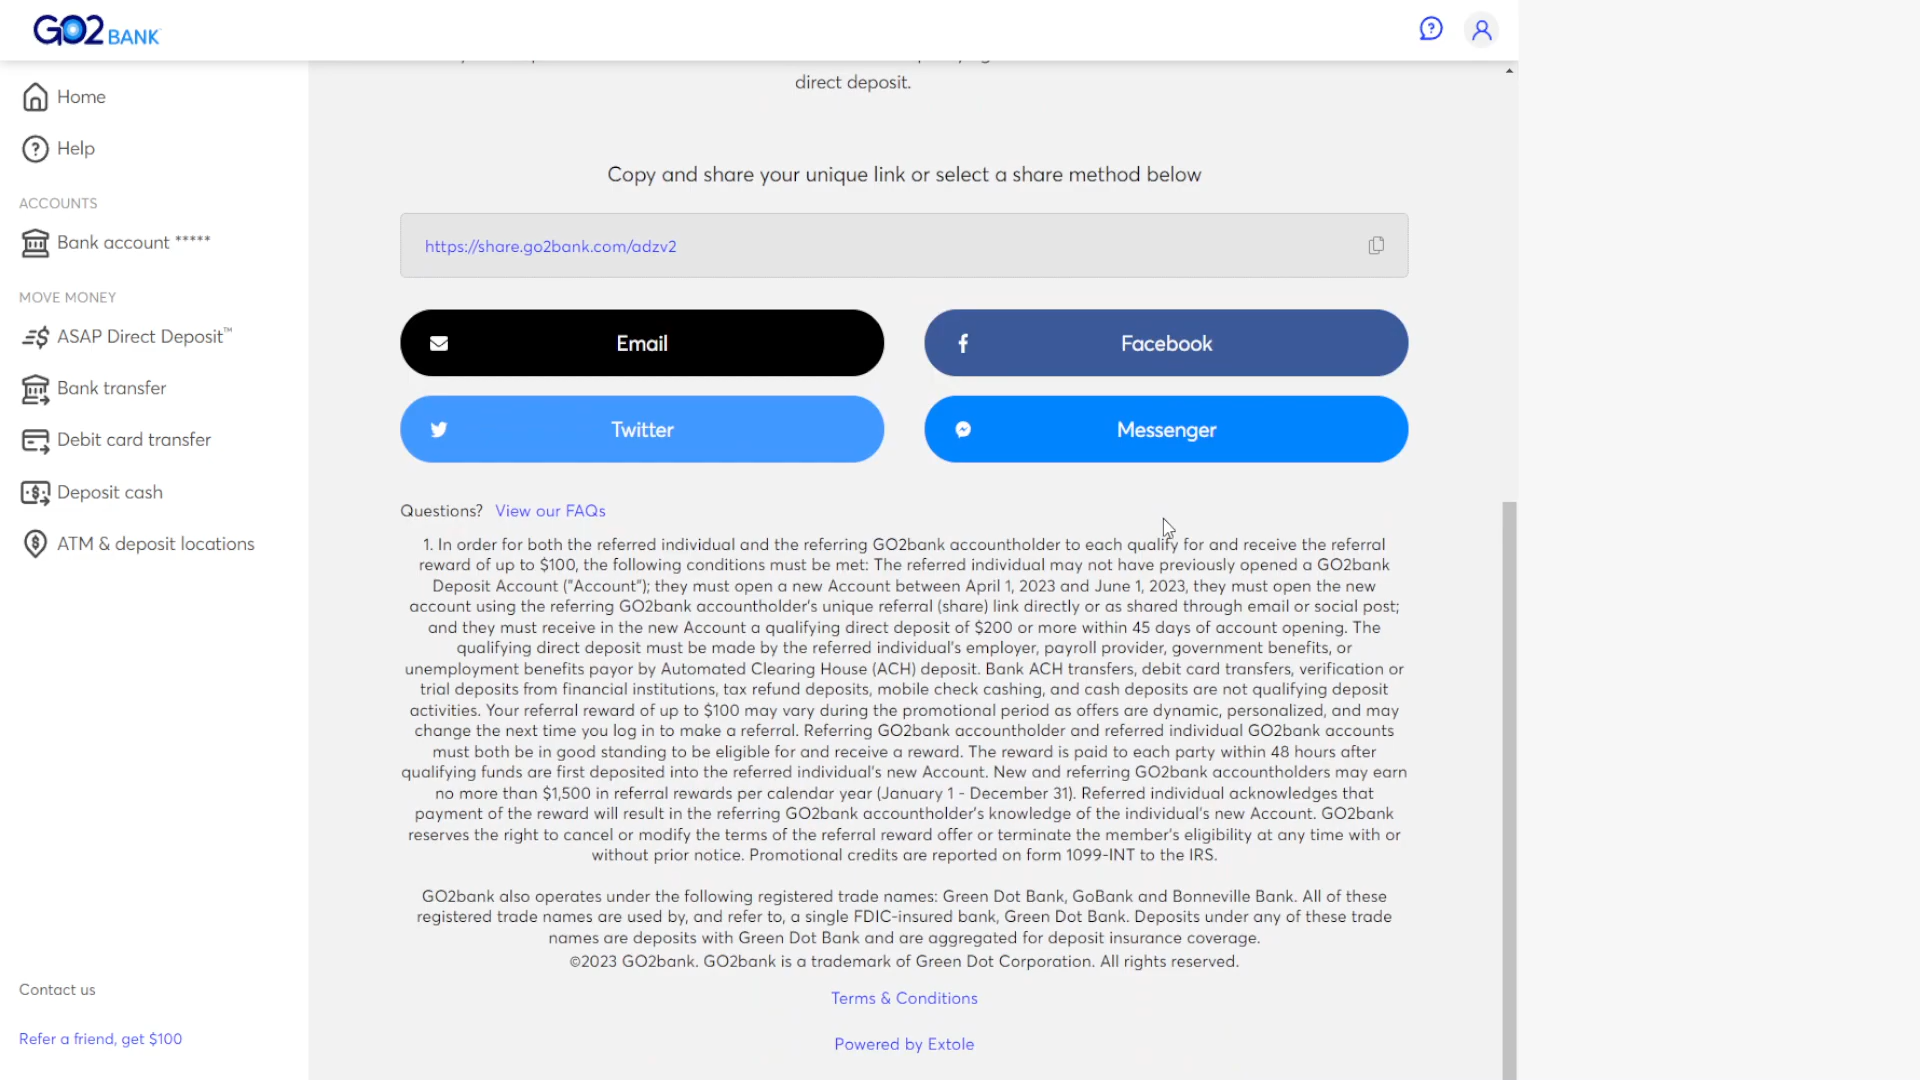 GO2 BANK
Home
Help
ACCOUNTS
Bank account *****
MOVE MONEY
ASAP Direct Deposit™
Bank transfer
Debit card transfer
Deposit cash
ATM & deposit locations
Contact us
Refer a friend, get $100
direct deposit.
Copy and share your unique link or select a share method below
https://share.go2bank.com/adzv2
Email
Facebook
Twitter
Messenger
Questions? View our FAQs
1. In order for both the referred individual and the referring GO2bank accountholder to each qualify for and receive the referral
reward of up to $100, the following conditions must be met: The referred individual may not have previously opened a GO2bank
Deposit Account ("Account"); they must open a new Account between April 1, 2023 and June 1, 2023, they must open the new
account using the referring GO2bank accountholder's unique referral (share) link directly or as shared through email or social post;
and they must receive in the new Account a qualifying direct deposit of $200 or more within 45 days of account opening. The
qualifying direct deposit must be made by the referred individual's employer, payroll provider, government benefits, or
unemployment benefits payor by Automated Clearing House (ACH) deposit. Bank ACH transfers, debit card transfers, verification or
trial deposits from financial institutions, tax refund deposits, mobile check cashing, and cash deposits are not qualifying deposit
activities. Your referral reward of up to $100 may vary during the promotional period as offers are dynamic, personalized, and may
change the next time you log in to make a referral. Referring GO2bank accountholder and referred individual GO2bank accounts
must both be in good standing to be eligible for and receive a reward. The reward is paid to each party within 48 hours after
qualifying funds are first deposited into the referred individual's new Account. New and referring GO2bank accountholders may earn
no more than $1,500 in referral rewards per calendar year (January 1 - December 31). Referred individual acknowledges that
payment of the reward will result in the referring GO2bank accountholder's knowledge of the individual's new Account. GO2bank
reserves the right to cancel or modify the terms of the referral reward offer or terminate the member's eligibility at any time with or
without prior notice. Promotional credits are reported on form 1099-INT to the IRS.
GO2bank also operates under the following registered trade names: Green Dot Bank, GoBank and Bonneville Bank. All of these
registered trade names are used by, and refer to, a single FDIC-insured bank, Green Dot Bank. Deposits under any of these trade
names are deposits with Green Dot Bank and are aggregated for deposit insurance coverage.
©2023 GO2bank. GO2bank is a trademark of Green Dot Corporation. All rights reserved.
Terms & Conditions
Powered by Extole